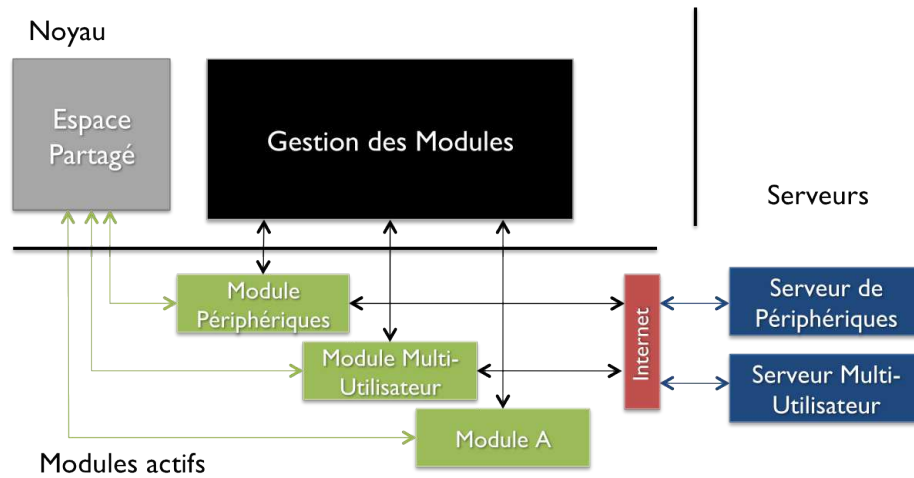 Noyau
Espace
Partagé
Gestion des Modules
Serveurs
Module
Périphériques
Module Multi-
Utilisateur
Module A
Internet
Serveur de
Périphériques
Serveur Multi-
Utilisateur
Modules actifs